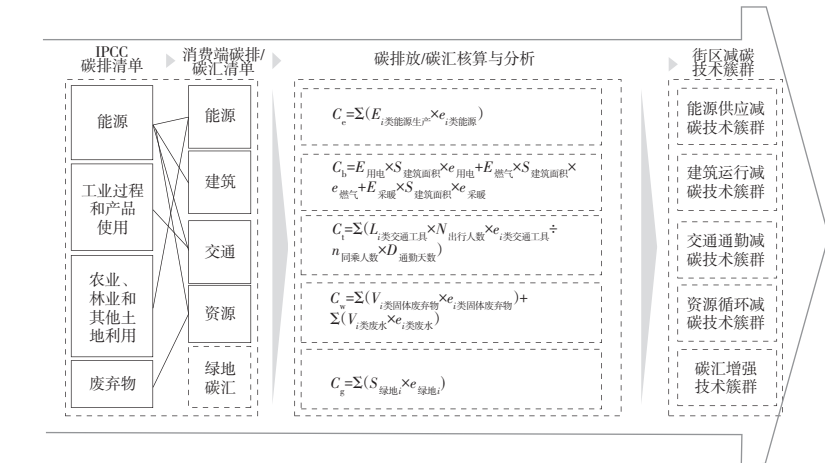 IPCC
碳排清单
消费端碳排/
碳汇清单
碳排放/碳汇核算与分析
街区减碳
技术簇群
能源
工业过程
和产品
使用
农业、
林业和
其他土
地利用
废弃物
能源
建筑
交通
资源
绿地
碳汇
Ce=Σ(Ei类能源生产×ei类能源)
Cb=E用电×S建筑面积×e用电+E燃气×S建筑面积×
e燃气+E采暖×S建筑面积×e采暖
Ct=Σ(Li类交通工具×N出行人数×ei类交通工具÷
n同乘人数×D通勤天数)
Cw=Σ(Vi类固体废弃物×ei类固体废弃物)+
Σ(Vi类废水×ei类废水)
Cg=Σ(S绿地i×e绿地i)
能源供应减
碳技术簇群
建筑运行减
碳技术簇群
交通通勤减
碳技术簇群
资源循环减
碳技术簇群
碳汇增强
技术簇群